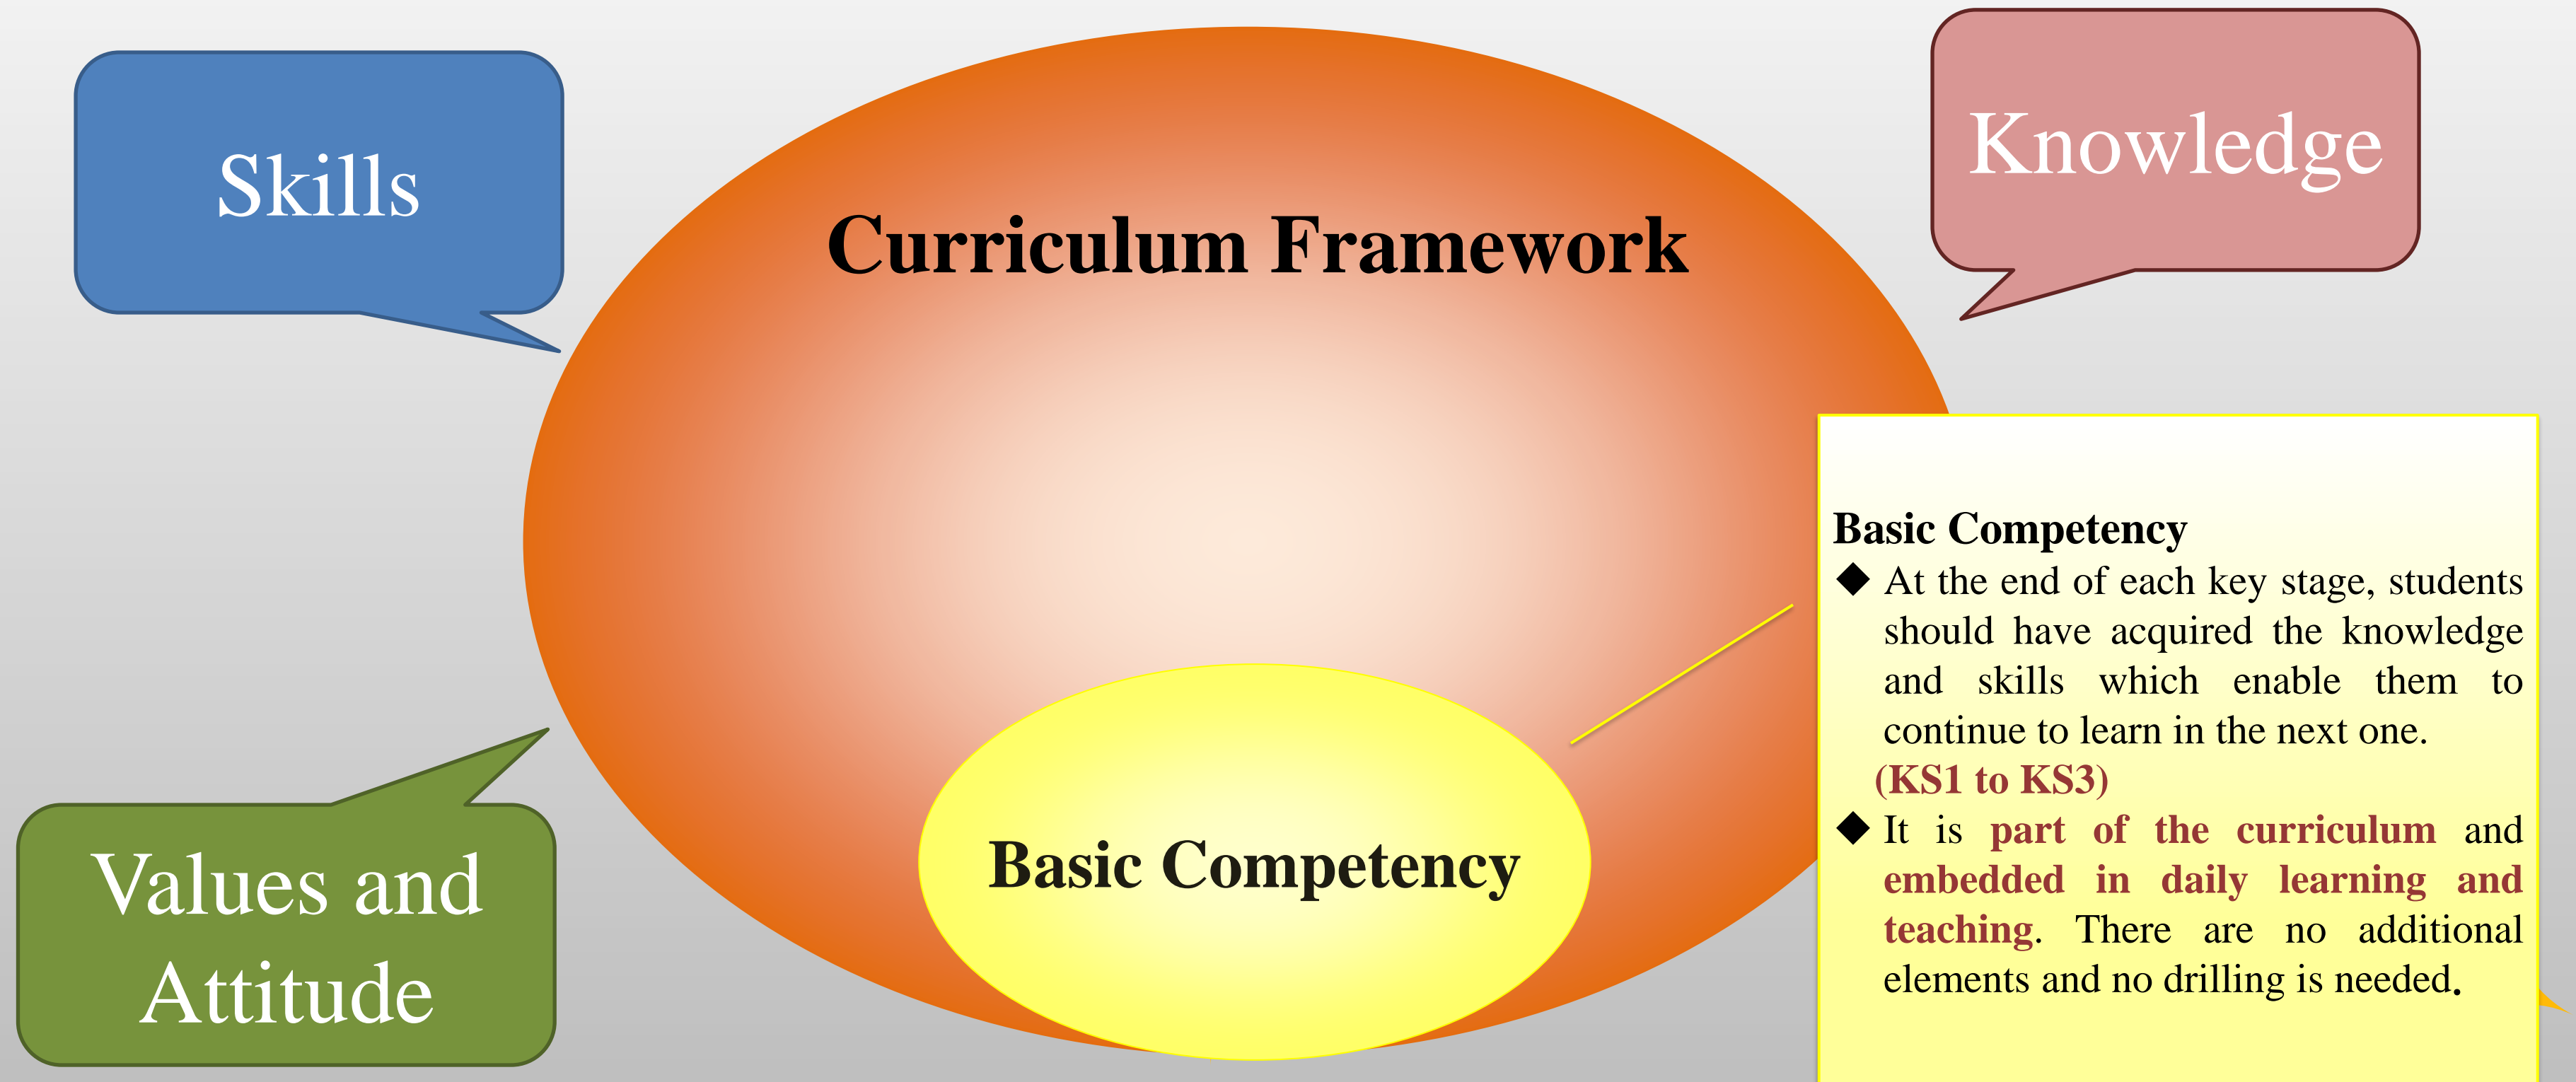 Skills
Knowledge
Curriculum Framework
Basic Competency
◆ At the end of each key stage, students
should have acquired the knowledge
and skills which enable them to
continue to learn in the next one.
(KS1 to KS3)
◆ It is part of the curriculum and
embedded in daily learning and
teaching. There are no additional
elements and no drilling is needed.
Basic Competency
Values and
Attitude